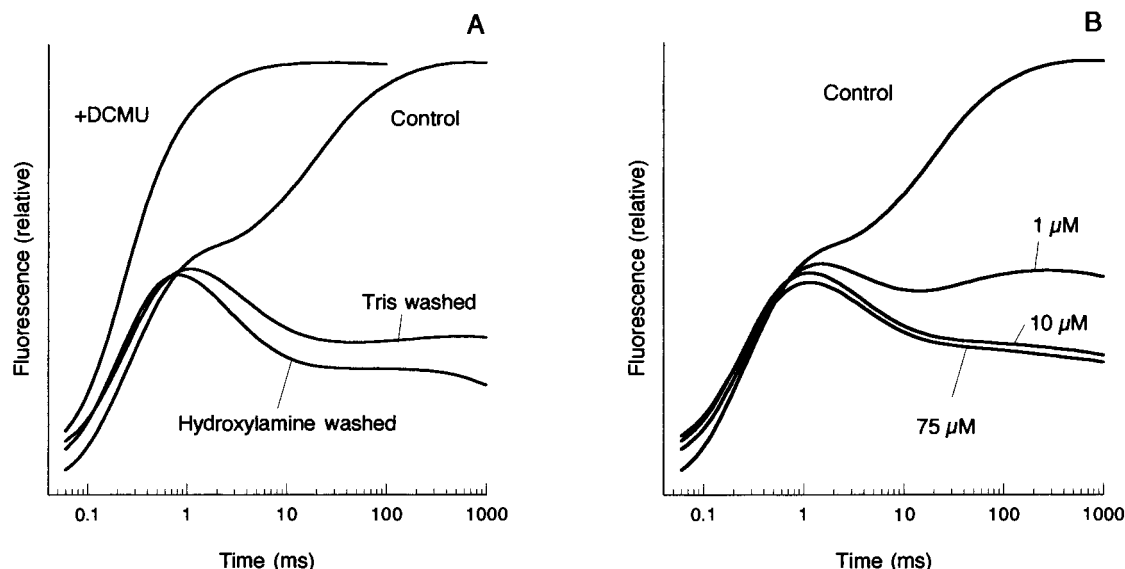 A
+DCMU
Control
Tris washed
Hydroxylamine washed
Fluorescence (relative)
0.1 1 10 100 1000
Time (ms)
B
Control
1 µM
10 µM
75 µM
Fluorescence (relative)
0.1 1 10 100 1000
Time (ms)